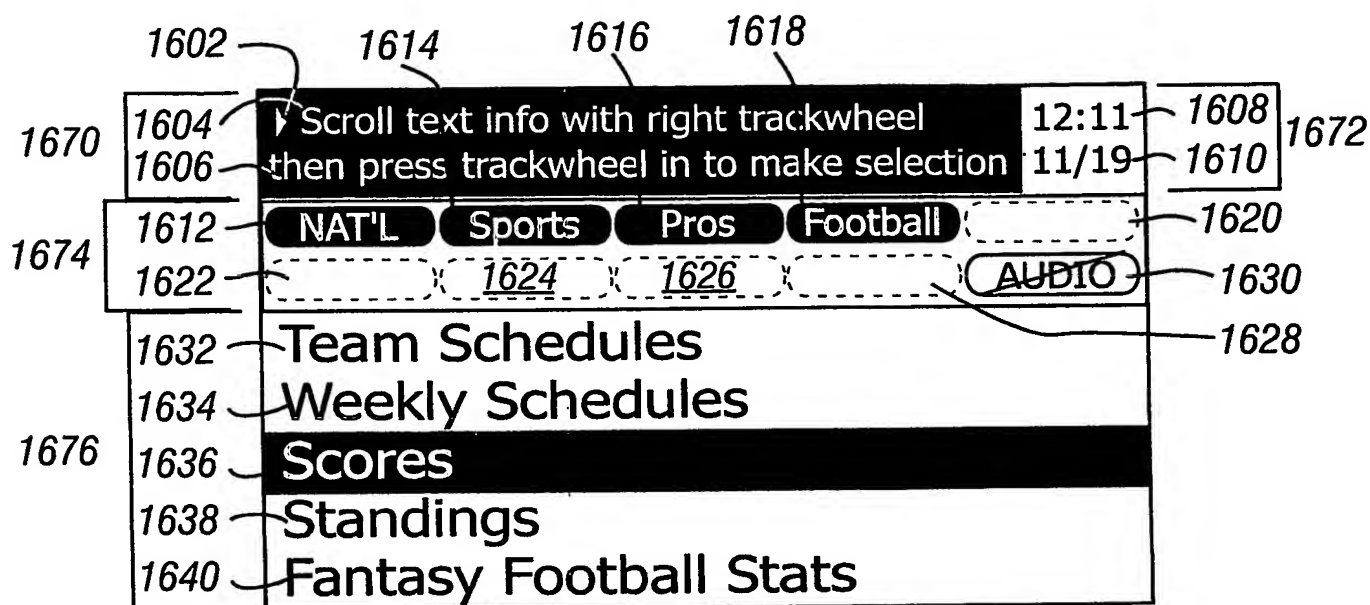 1602 1614 1616 1618
1670 1604 Scroll text info with right trackwheel 12:11 1608 1672
1606 then press trackwheel in to make selection 11/19 1610
1674 1612 NAT'L Sports Pros Football 1620
1622 1624 1626 AUDIO 1630
1628
1632 Team Schedules
1634 Weekly Schedules
1676 1636 Scores
1638 Standings
1640 Fantasy Football Stats